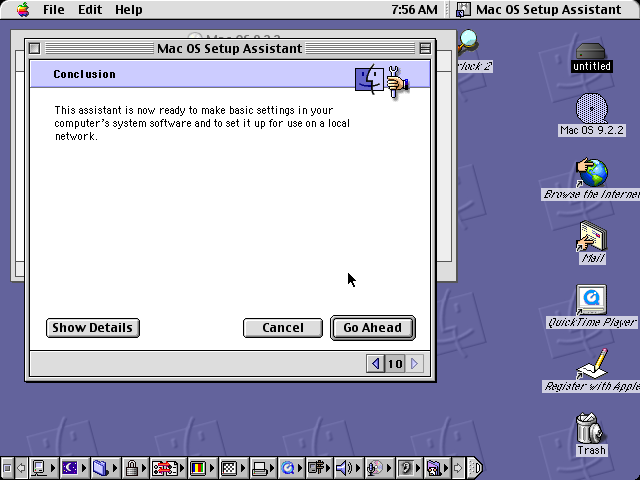 File Edit Help 7:56 AM Mac OS Setup Assistant
Mac OS 9.2.2
Mac OS Setup Assistant
Conclusion
This assistant is now ready to make basic settings in your
computer's system software and to set it up for use on a local
network.
Show Details
Cancel
Go Ahead
10
rlock 2
untitled
Mac OS 9.2.2
Browse the Internet
Mail
QuickTime Player
Register with Apple
Trash